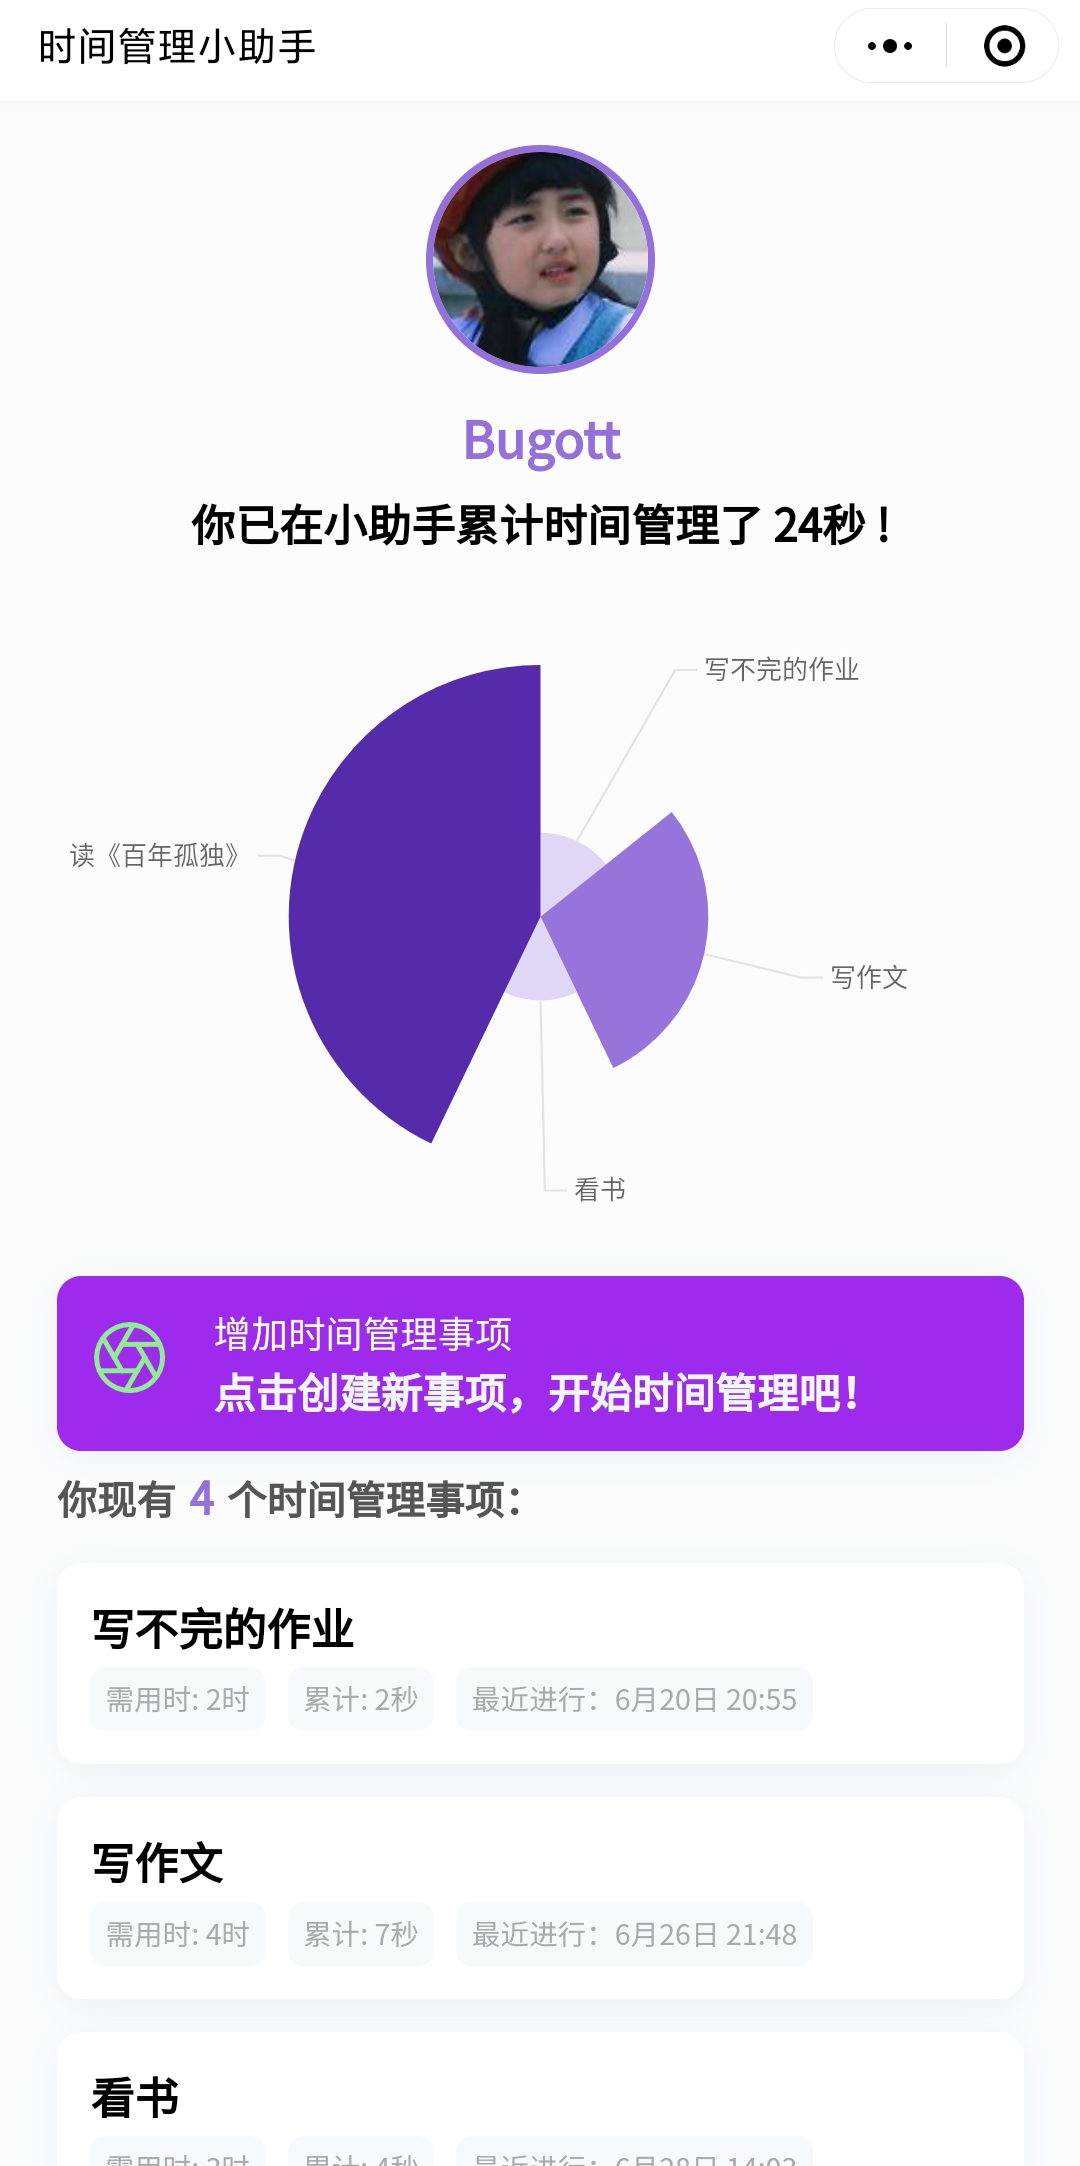 时间管理小助手
Bugott
你已在小助手累计时间管理了 24秒！
写不完的作业
读《百年孤独》
写作文
看书
增加时间管理事项
点击创建新事项，开始时间管理吧！
你现有 4 个时间管理事项：
写不完的作业
需用时: 2时 累计: 2秒 最近进行：6月20日 20:55
写作文
需用时: 4时 累计: 7秒 最近进行：6月26日 21:48
看书